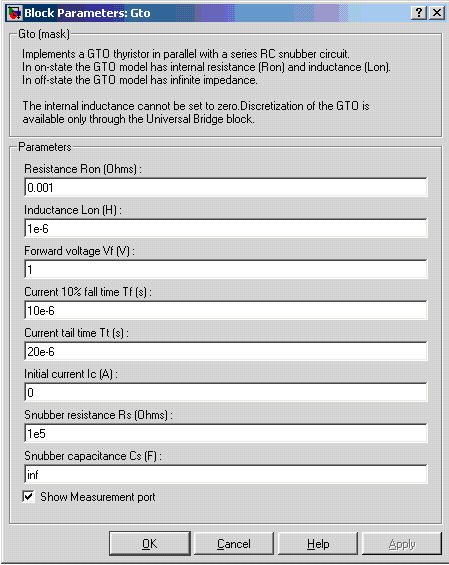 Block Parameters: Gto
Gto (mask)
Implements a GTO thyristor in parallel with a series RC snubber circuit.
In on-state the GTO model has internal resistance (Ron) and inductance (Lon).
In off-state the GTO model has infinite impedance.
The internal inductance cannot be set to zero.Discretization of the GTO is
available only through the Universal Bridge block.
Parameters
Resistance Ron (Ohms) :
0.001
Inductance Lon (H) :
1e-6
Forward voltage Vf (V) :
1
Current 10% fall time Tf (s) :
10e-6
Current tail time Tt (s) :
20e-6
Initial current Ic (A) :
0
Snubber resistance Rs (Ohms) :
1e5
Snubber capacitance Cs (F) :
inf
Show Measurement port
OK Cancel Help Apply